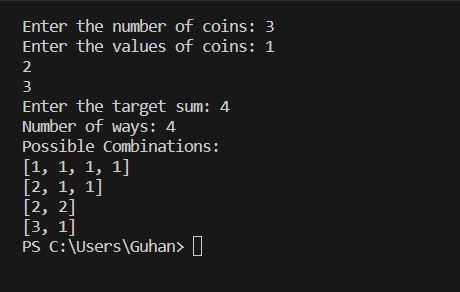 Enter the number of coins: 3
Enter the values of coins: 1
2
3
Enter the target sum: 4
Number of ways: 4
Possible Combinations:
[1, 1, 1, 1]
[2, 1, 1]
[2, 2]
[3, 1]
PS C:\Users\Guhan>